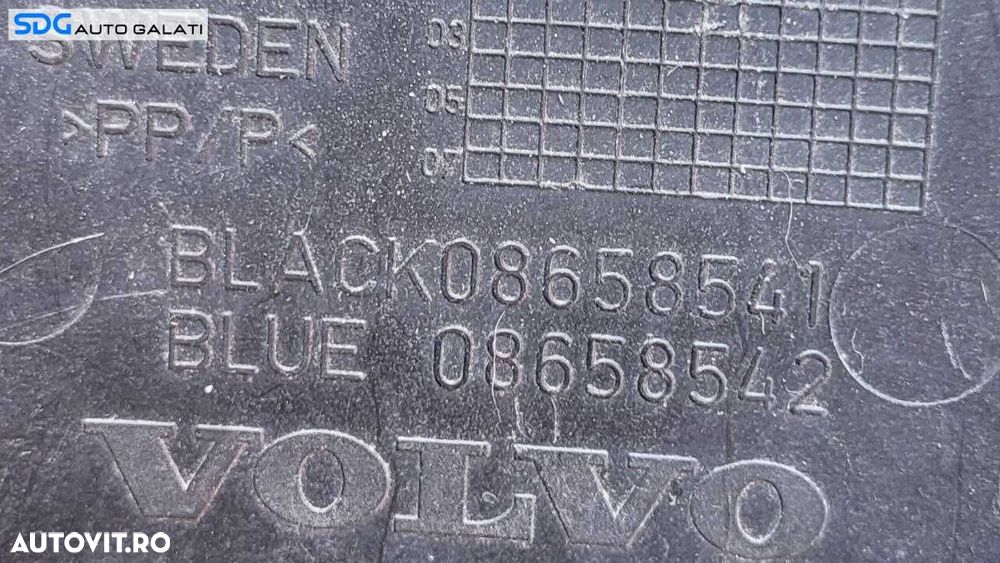 SDG AUTO GALATI
SWEDEN
>PP/P<
03
05
07
BLACK08658541
BLUE 08658542
VOLVO
AUTOVIT.RO